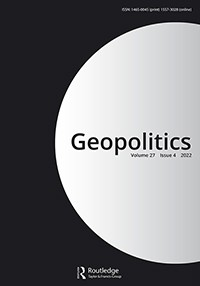 ISSN: 1465-0045 (print) 1557-3028 (online)
Geopolitics
Volume 27 Issue 4 2022
Routledge
Taylor & Francis Group